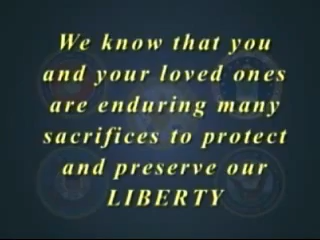 We know that you
and your loved ones
are enduring many
sacrifices to protect
and preserve our
LIBERTY